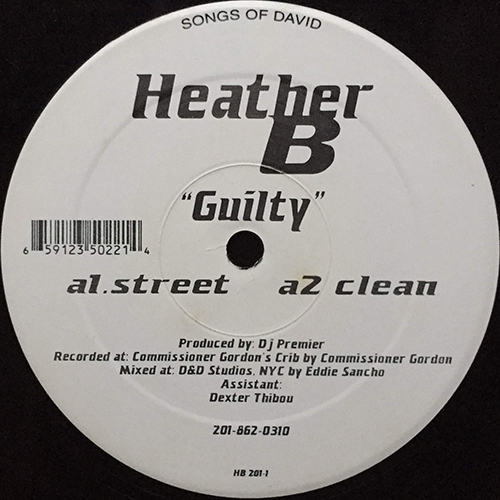 SONGS OF DAVID
Heather
B
"Guilty"
6 59123 50221 4
a1.street a2 clean
Produced by: Dj Premier
Recorded at: Commissioner Gordon's Crib by Commissioner Gordon
Mixed at: D&D Studios, NYC by Eddie Sancho
Assistant:
Dexter Thibou
201-862-0310
HB 201-1